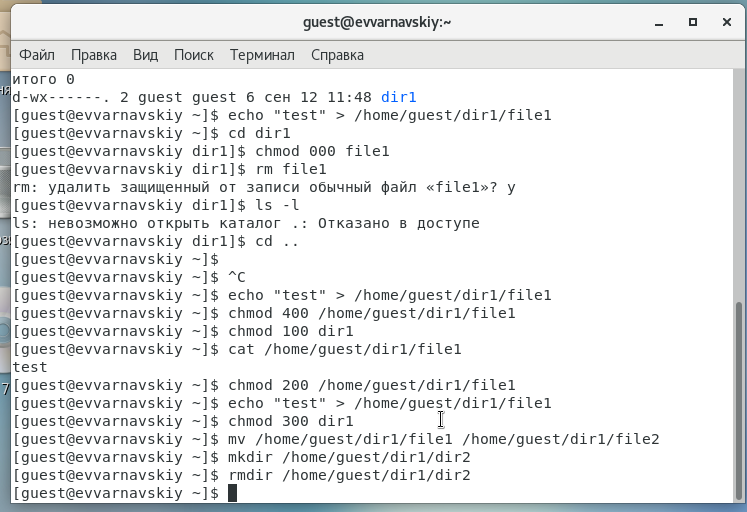 guest@evvarnavskiy:~
Файл Правка Вид Поиск Терминал Справка
итого 0
d-wx------. 2 guest guest 6 сен 12 11:48 dir1
[guest@evvarnavskiy ~]$ echo "test" > /home/guest/dir1/file1
[guest@evvarnavskiy ~]$ cd dir1
[guest@evvarnavskiy dir1]$ chmod 000 file1
[guest@evvarnavskiy dir1]$ rm file1
rm: удалить защищенный от записи обычный файл «file1»? y
[guest@evvarnavskiy dir1]$ ls -l
ls: невозможно открыть каталог .: Отказано в доступе
[guest@evvarnavskiy dir1]$ cd ..
[guest@evvarnavskiy ~]$
[guest@evvarnavskiy ~]$ ^C
[guest@evvarnavskiy ~]$ echo "test" > /home/guest/dir1/file1
[guest@evvarnavskiy ~]$ chmod 400 /home/guest/dir1/file1
[guest@evvarnavskiy ~]$ chmod 100 dir1
[guest@evvarnavskiy ~]$ cat /home/guest/dir1/file1
test
[guest@evvarnavskiy ~]$ chmod 200 /home/guest/dir1/file1
[guest@evvarnavskiy ~]$ echo "test" > /home/guest/dir1/file1
[guest@evvarnavskiy ~]$ chmod 300 dir1
[guest@evvarnavskiy ~]$ mv /home/guest/dir1/file1 /home/guest/dir1/file2
[guest@evvarnavskiy ~]$ mkdir /home/guest/dir1/dir2
[guest@evvarnavskiy ~]$ rmdir /home/guest/dir1/dir2
[guest@evvarnavskiy ~]$